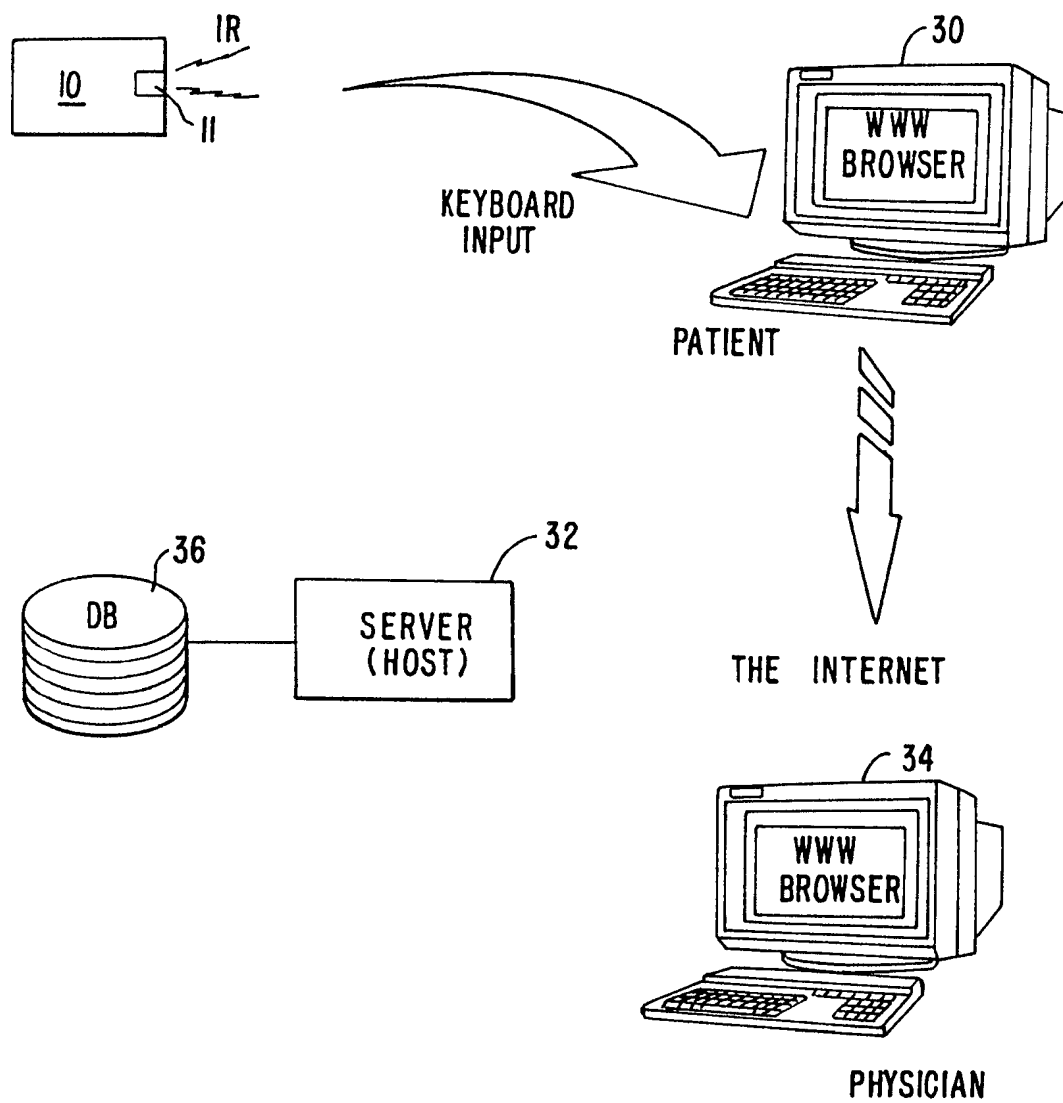 IR
10
11
30
WWW
BROWSER
KEYBOARD
INPUT
PATIENT
36
DB
32
SERVER
(HOST)
THE INTERNET
34
WWW
BROWSER
PHYSICIAN